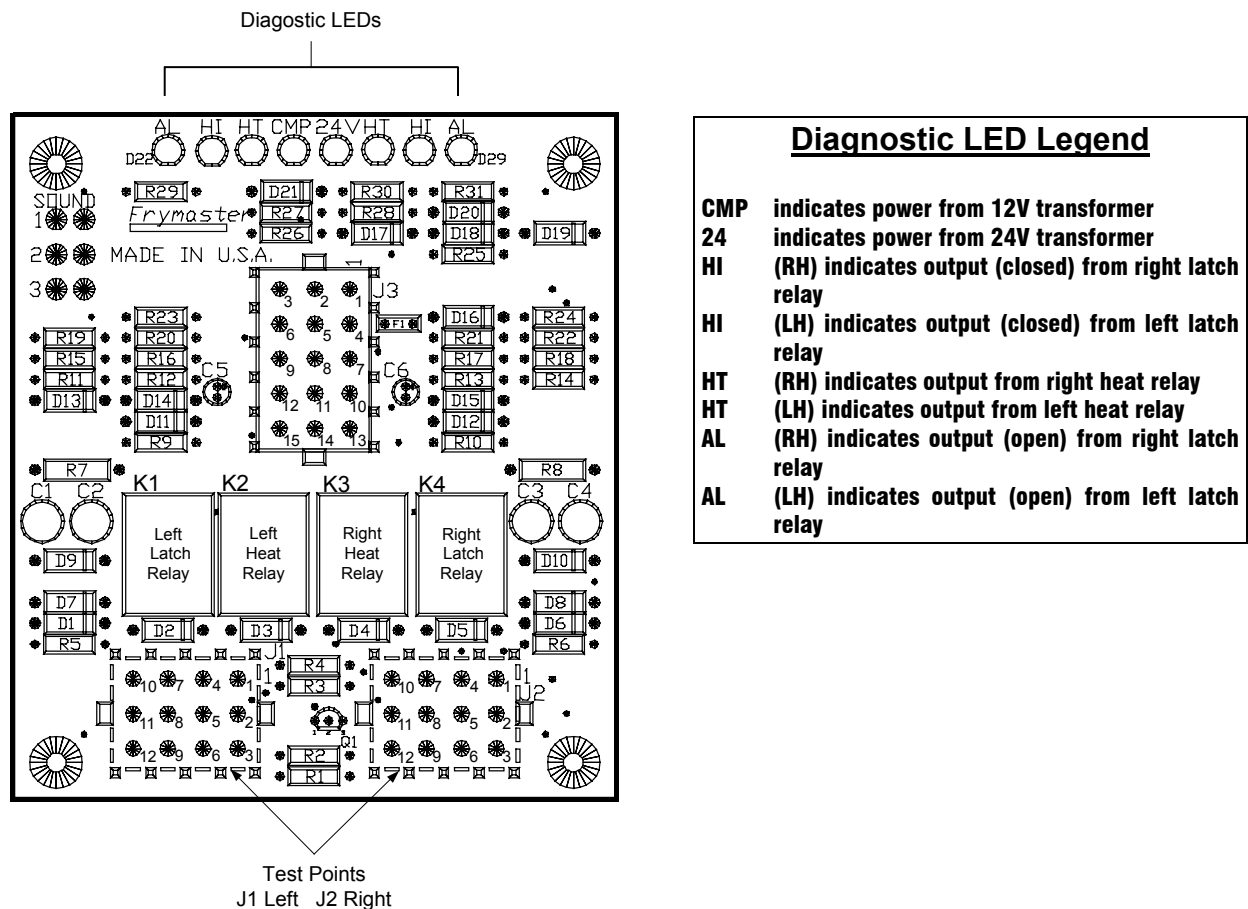 Diagostic LEDs
AL HI HT CMP 24V HT HI AL
D22 D29
R29 D21 R30 R31
SOUND
1
Frymaster
R27 R28 D20
R26 D17 D18 D19
2 MADE IN U.S.A. R25
3
1
J3
3 2 1
R23 D16 R24
F1
6 5 4
R19 R20 R21 R22
R15 R16 R17 R18
9 8 7
R11 R12 C5 C6 R13 R14
D13 D14 D15
12 11 10
D11 D12
R9 15 14 13 R10
R7 R8
C1 C2 K1 K2 K3 K4 C3 C4
Left Latch Relay
Left Heat Relay
Right Heat Relay
Right Latch Relay
D9 D10
D7 D8
D1 D2 D3 D4 D5 D6
R5 J1 R6
R4
10 7 4 1 1 R3 10 7 4 1 1
J2
11 8 5 2 11 8 5 2
1 2 3
Q1
12 9 6 3 R2 12 9 6 3
R1
Test Points
J1 Left J2 Right
Diagnostic LED Legend
CMP indicates power from 12V transformer
24 indicates power from 24V transformer
HI (RH) indicates output (closed) from right latch
relay
HI (LH) indicates output (closed) from left latch
relay
HT (RH) indicates output from right heat relay
HT (LH) indicates output from left heat relay
AL (RH) indicates output (open) from right latch
relay
AL (LH) indicates output (open) from left latch
relay